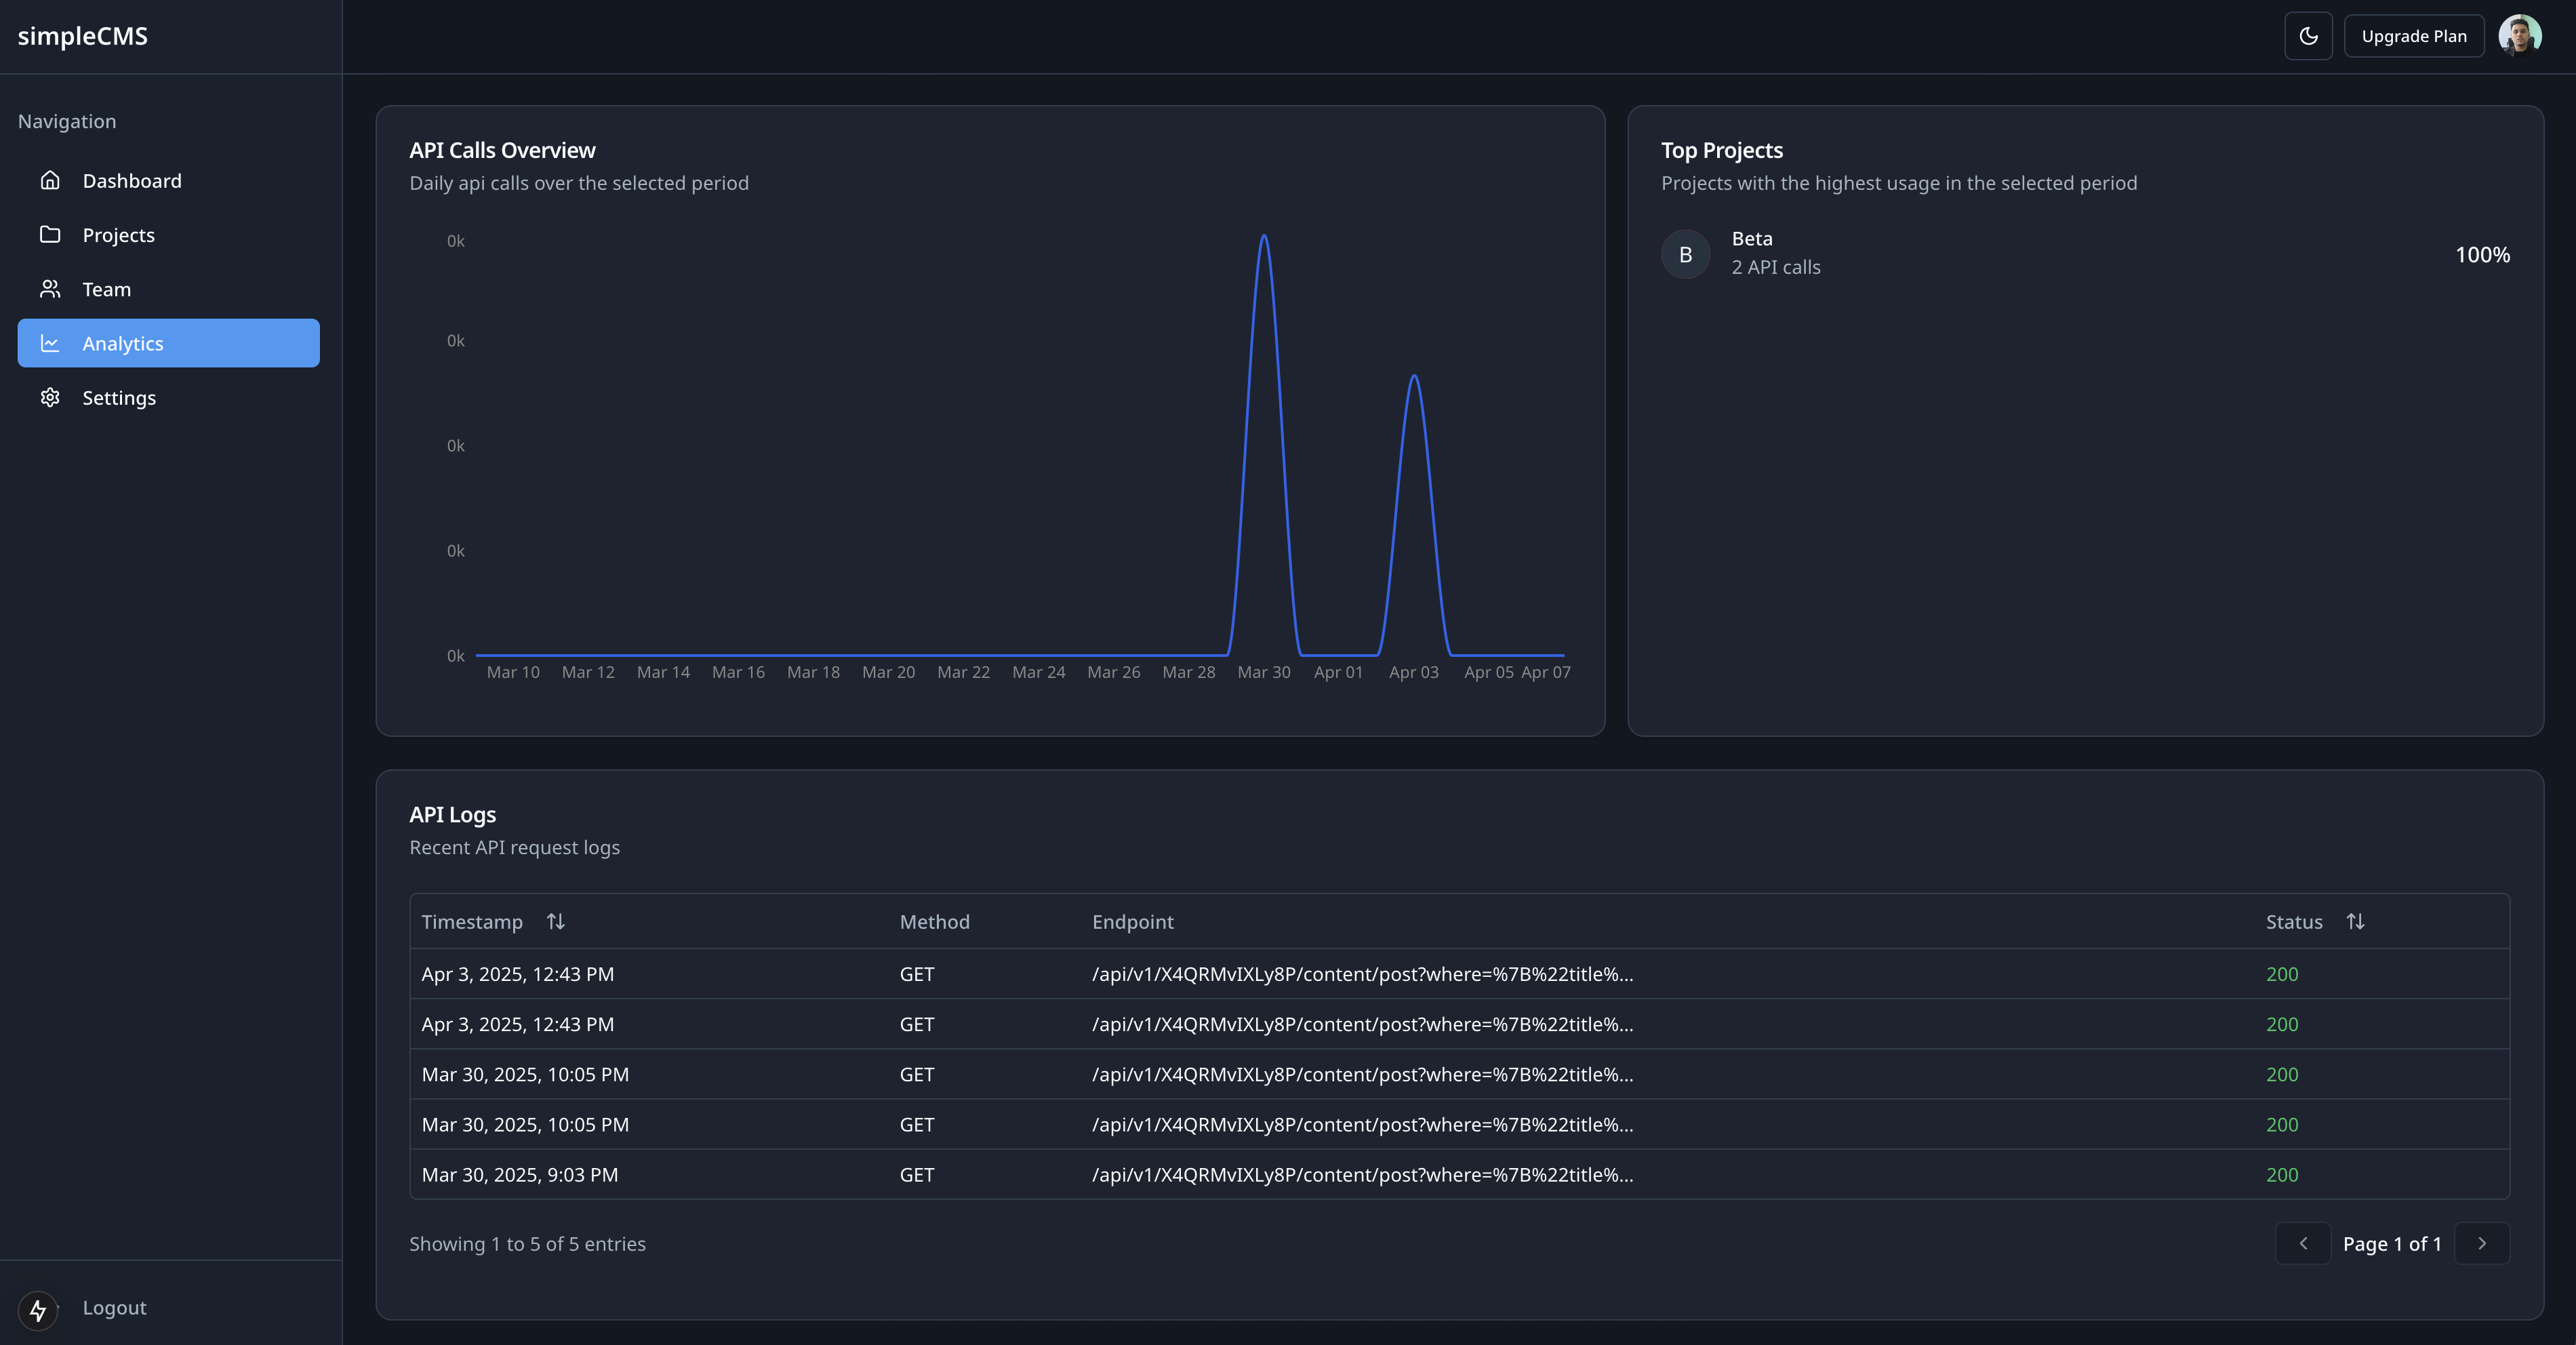 simpleCMS
Upgrade Plan
Navigation
Dashboard
Projects
Team
Analytics
Settings
Logout
API Calls Overview
Daily api calls over the selected period
0k
0k
0k
0k
0k
Mar 10 Mar 12 Mar 14 Mar 16 Mar 18 Mar 20 Mar 22 Mar 24 Mar 26 Mar 28 Mar 30 Apr 01 Apr 03 Apr 05 Apr 07
Top Projects
Projects with the highest usage in the selected period
B
Beta
2 API calls
100%
API Logs
Recent API request logs
Timestamp Method Endpoint Status
Apr 3, 2025, 12:43 PM GET /api/v1/X4QRMvIXLy8P/content/post?where=%7B%22title%... 200
Apr 3, 2025, 12:43 PM GET /api/v1/X4QRMvIXLy8P/content/post?where=%7B%22title%... 200
Mar 30, 2025, 10:05 PM GET /api/v1/X4QRMvIXLy8P/content/post?where=%7B%22title%... 200
Mar 30, 2025, 10:05 PM GET /api/v1/X4QRMvIXLy8P/content/post?where=%7B%22title%... 200
Mar 30, 2025, 9:03 PM GET /api/v1/X4QRMvIXLy8P/content/post?where=%7B%22title%... 200
Showing 1 to 5 of 5 entries
Page 1 of 1